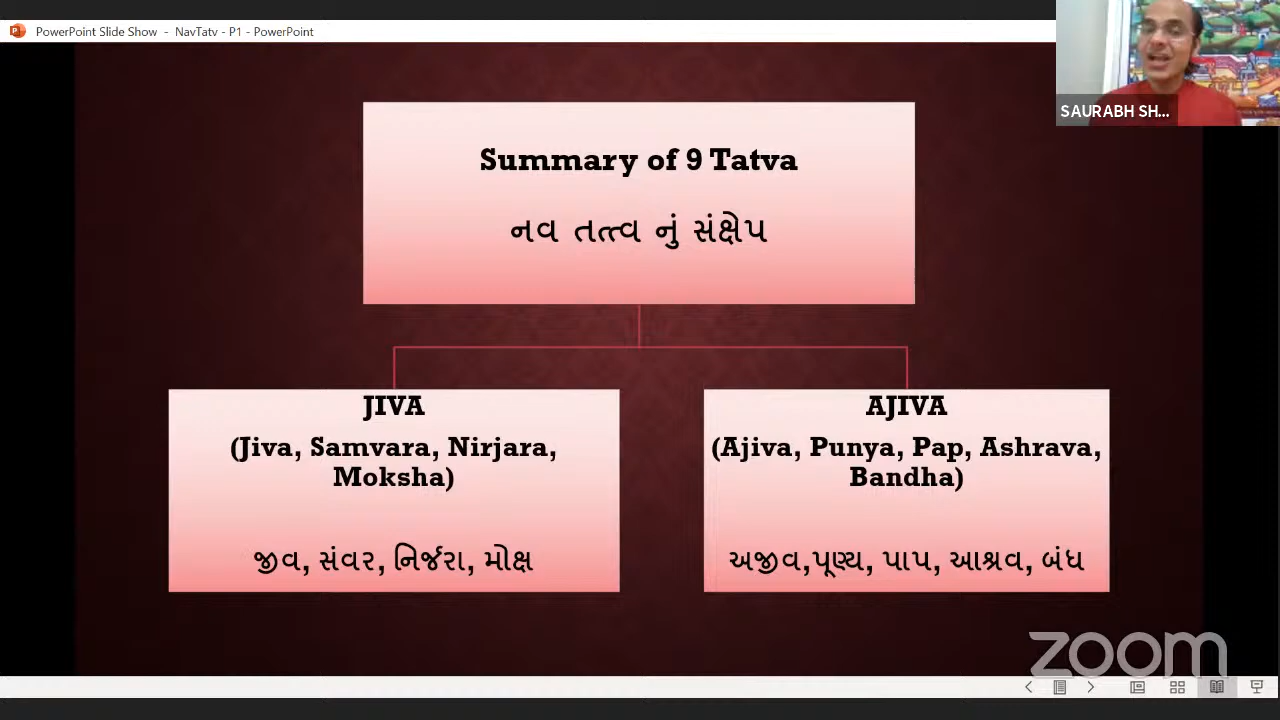 PowerPoint Slide Show - NavTatv - P1 - PowerPoint
SAURABH SH...
Summary of 9 Tatva
નવ તત્ત્વ નું સંક્ષેપ
JIVA
(Jiva, Samvara, Nirjara,
Moksha)
જીવ, સંવર, નિર્જરા, મોક્ષ
AJIVA
(Ajiva, Punya, Pap, Ashrava,
Bandha)
અજીવ,પૂણ્ય, પાપ, આશ્રવ, બંધ
zoom